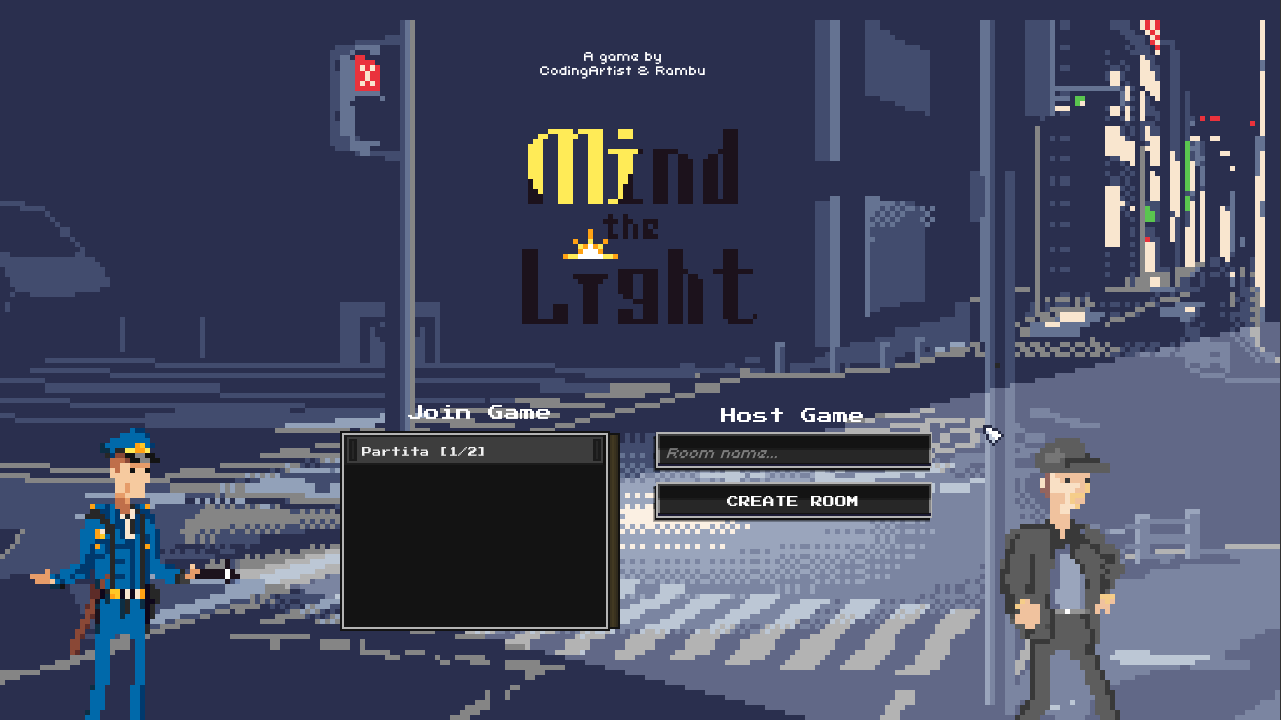 A game by
CodingArtist & Rambu
Mind
the
Light
Join Game
Partita [1/2]
Host Game
Room name...
CREATE ROOM